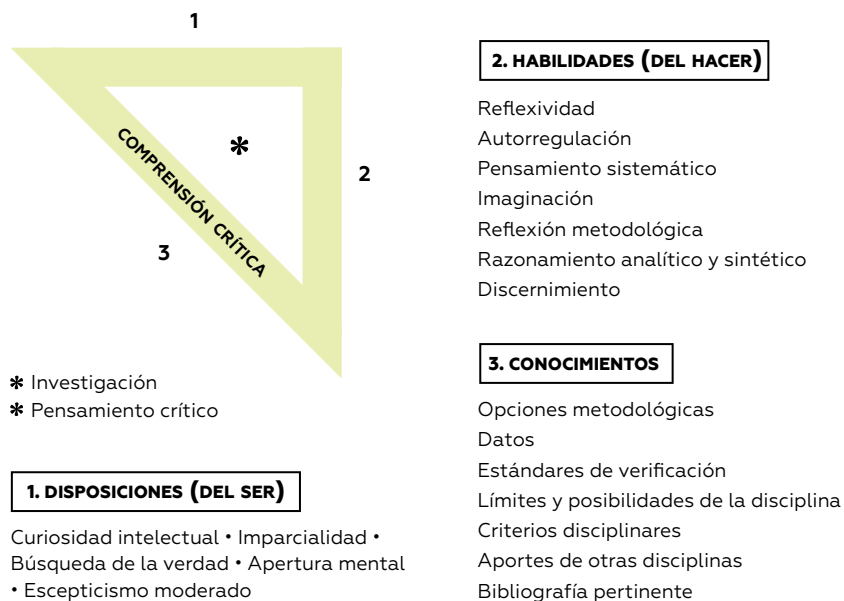 1
2
3
COMPRENSIÓN CRÍTICA
*
* Investigación
* Pensamiento crítico
1. DISPOSICIONES (DEL SER)
Curiosidad intelectual • Imparcialidad •
Búsqueda de la verdad • Apertura mental
• Escepticismo moderado
2. HABILIDADES (DEL HACER)
Reflexividad
Autorregulación
Pensamiento sistemático
Imaginación
Reflexión metodológica
Razonamiento analítico y sintético
Discernimiento
3. CONOCIMIENTOS
Opciones metodológicas
Datos
Estándares de verificación
Límites y posibilidades de la disciplina
Criterios disciplinares
Aportes de otras disciplinas
Bibliografía pertinente